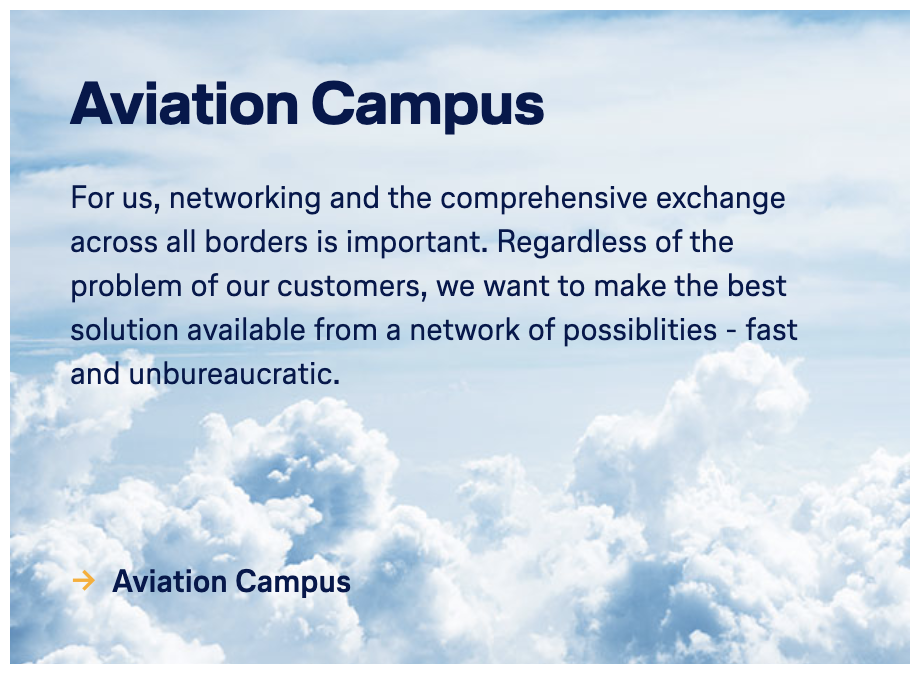 Aviation Campus
For us, networking and the comprehensive exchange
across all borders is important. Regardless of the
problem of our customers, we want to make the best
solution available from a network of possiblities - fast
and unbureaucratic.
→ Aviation Campus